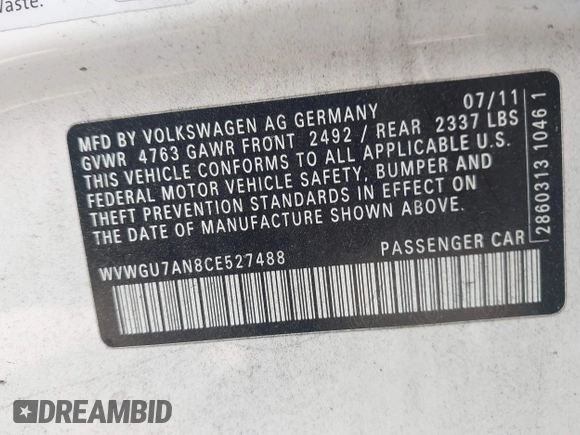 Waste.
07/11
MFD BY VOLKSWAGEN AG GERMANY
GVWR 4763 GAWR FRONT 2492 / REAR 2337 LBS
THIS VEHICLE CONFORMS TO ALL APPLICABLE U.S.
FEDERAL MOTOR VEHICLE SAFETY, BUMPER AND
THEFT PREVENTION STANDARDS IN EFFECT ON
THE DATE OF MANUFACTURE SHOWN ABOVE.
WVWGU7AN8CE527488 PASSENGER CAR
2860313 1046 1
DREAMBID